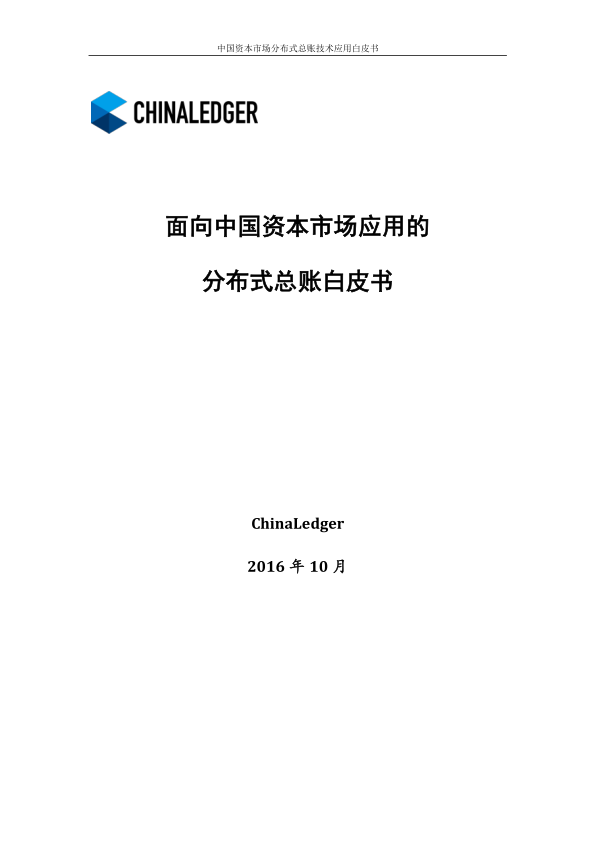 中国资本市场分布式总账技术应用白皮书
CHINALEDGER
面向中国资本市场应用的
分布式总账白皮书
ChinaLedger
2016 年 10 月